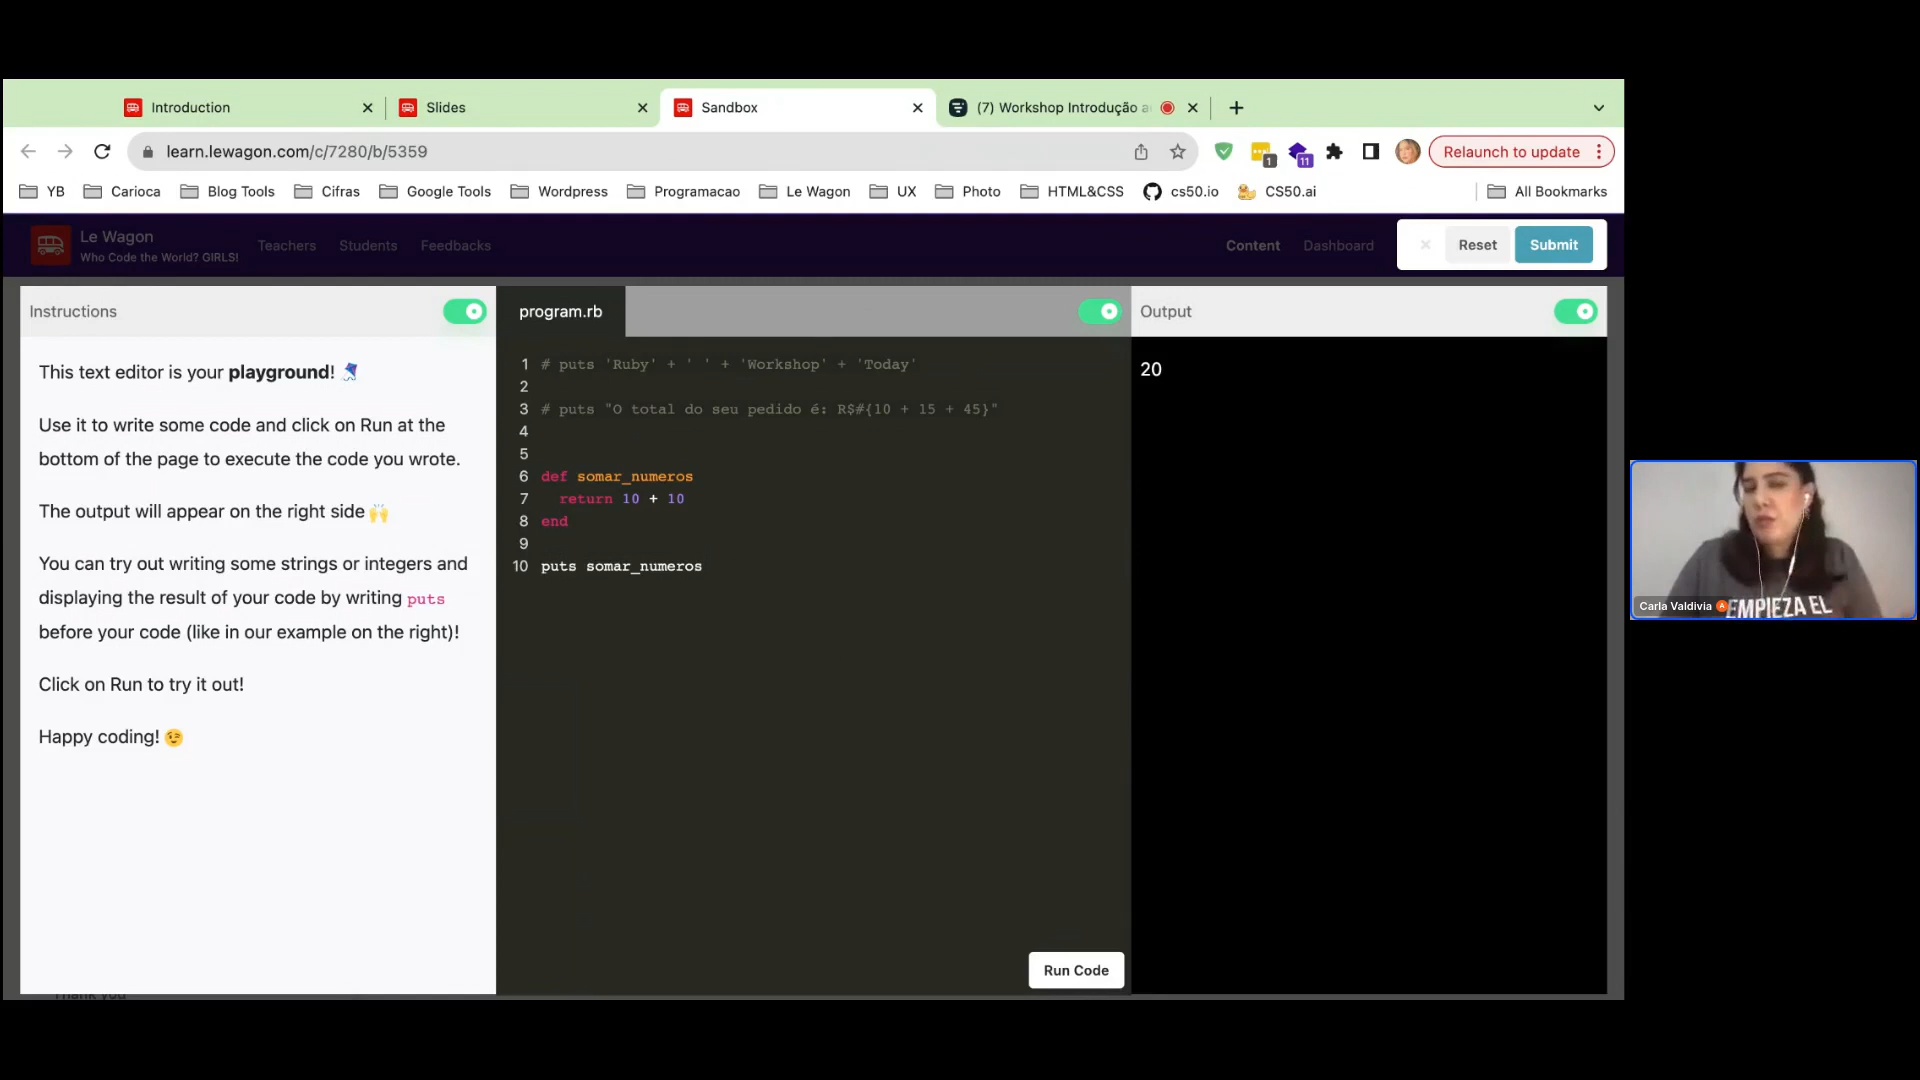 Introduction
Slides
Sandbox
(7) Workshop Introdução a
learn.lewagon.com/c/7280/b/5359
1
11
Relaunch to update
YB
Carioca
Blog Tools
Cifras
Google Tools
Wordpress
Programacao
Le Wagon
UX
Photo
HTML&CSS
cs50.io
CS50.ai
All Bookmarks
Le Wagon
Who Code the World? GIRLS!
Teachers
Students
Feedbacks
Content
Dashboard
Reset
Submit
Instructions
This text editor is your playground!
Use it to write some code and click on Run at the
bottom of the page to execute the code you wrote.
The output will appear on the right side
You can try out writing some strings or integers and
displaying the result of your code by writing puts
before your code (like in our example on the right)!
Click on Run to try it out!
Happy coding!
Thank you
program.rb
1 # puts 'Ruby' + ' ' + 'Workshop' + 'Today'
2
3 # puts "O total do seu pedido é: R$#{10 + 15 + 45}"
4
5
6 def somar_numeros
7 return 10 + 10
8 end
9
10 puts somar_numeros
Run Code
Output
20
Carla Valdivia
EMPIEZA EL